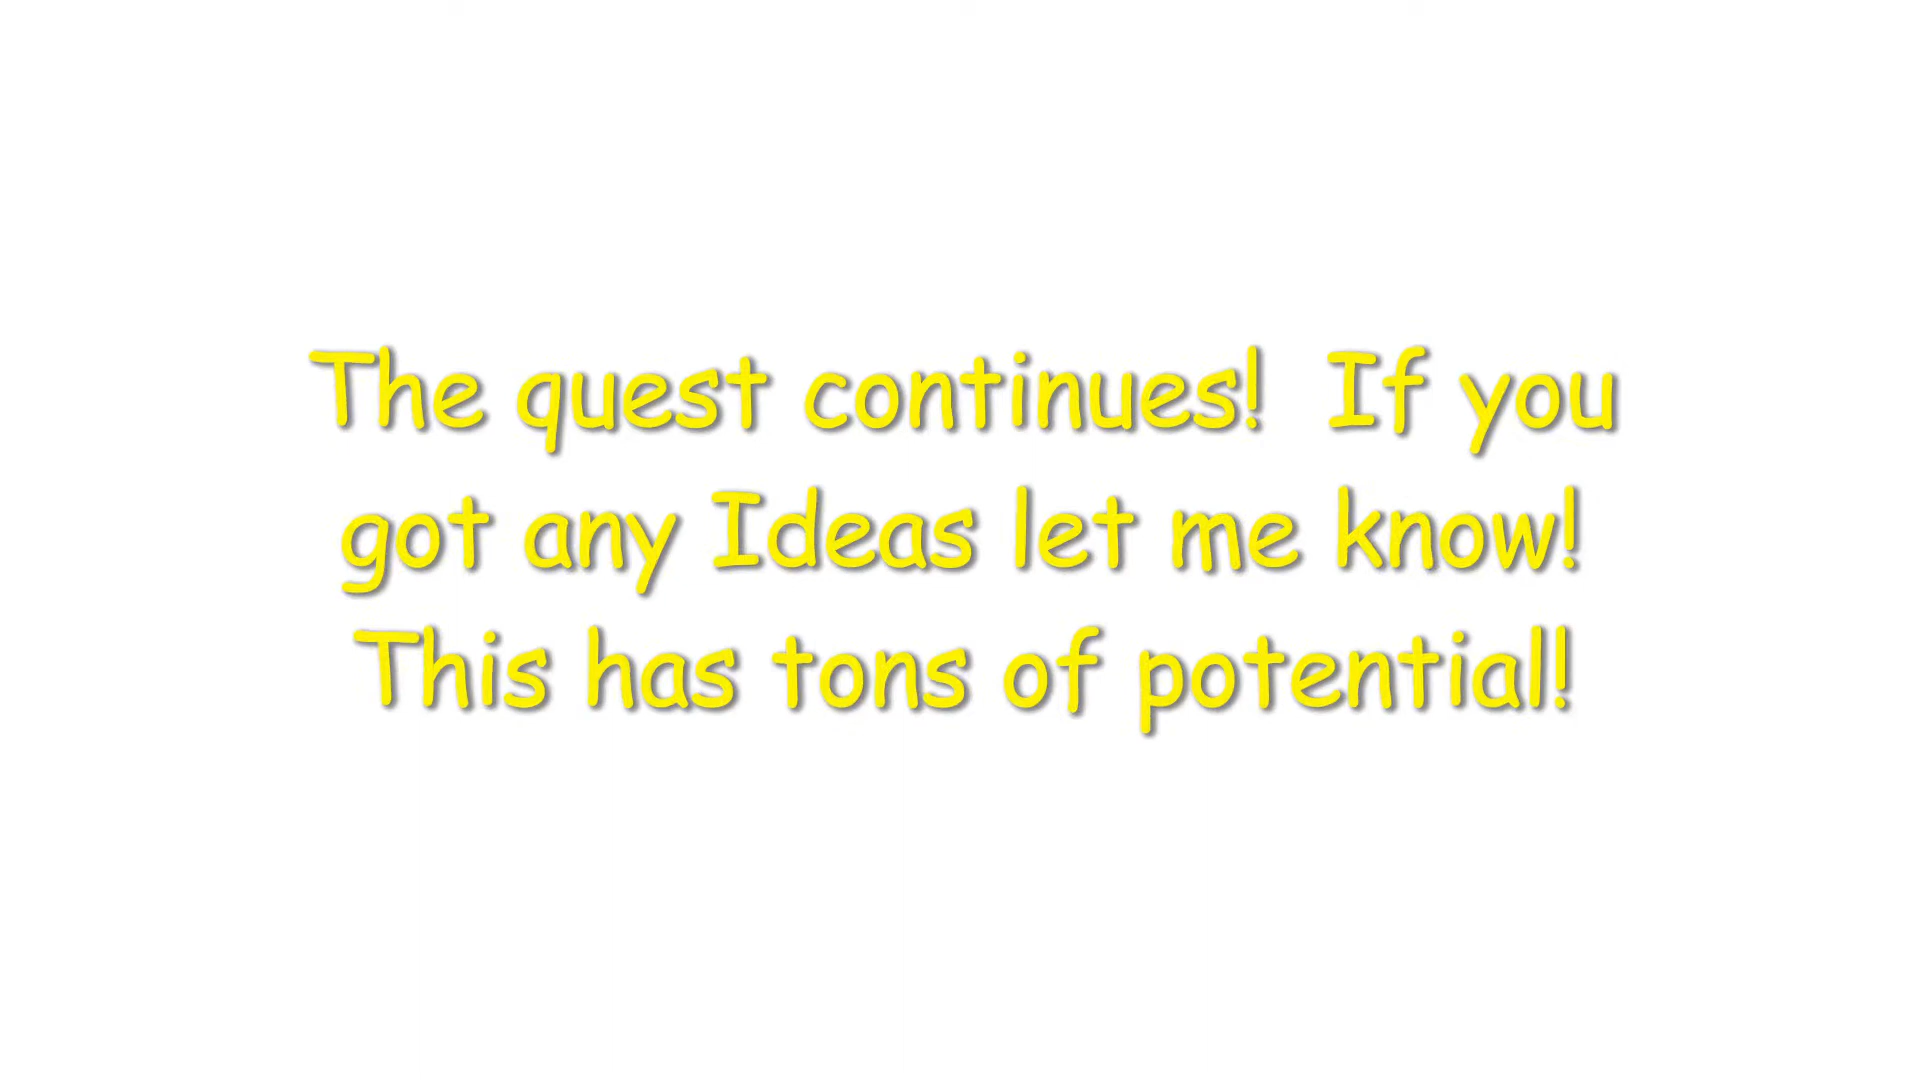 The quest continues!  If you
got any Ideas let me know!
This has tons of potential!